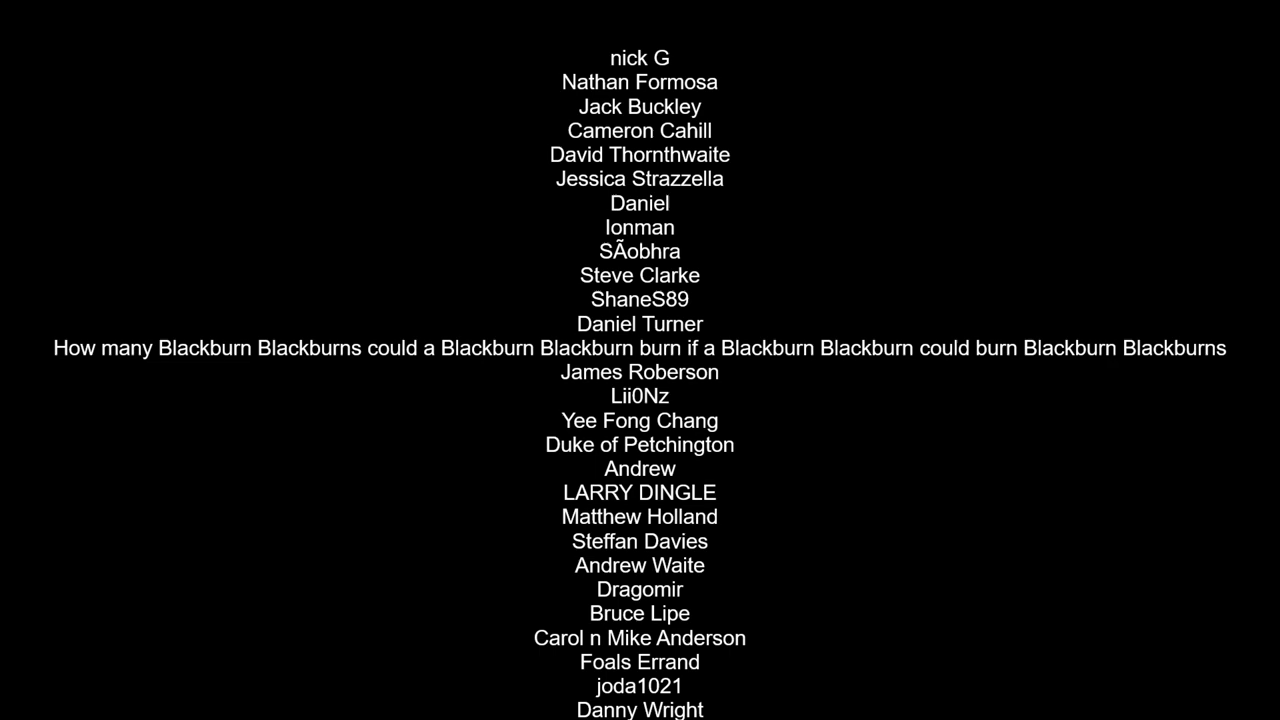 nick G
Nathan Formosa
Jack Buckley
Cameron Cahill
David Thornthwaite
Jessica Strazzella
Daniel
Ionman
SÃobhra
Steve Clarke
ShaneS89
Daniel Turner
How many Blackburn Blackburns could a Blackburn Blackburn burn if a Blackburn Blackburn could burn Blackburn Blackburns
James Roberson
Lii0Nz
Yee Fong Chang
Duke of Petchington
Andrew
LARRY DINGLE
Matthew Holland
Steffan Davies
Andrew Waite
Dragomir
Bruce Lipe
Carol n Mike Anderson
Foals Errand
joda1021
Danny Wright